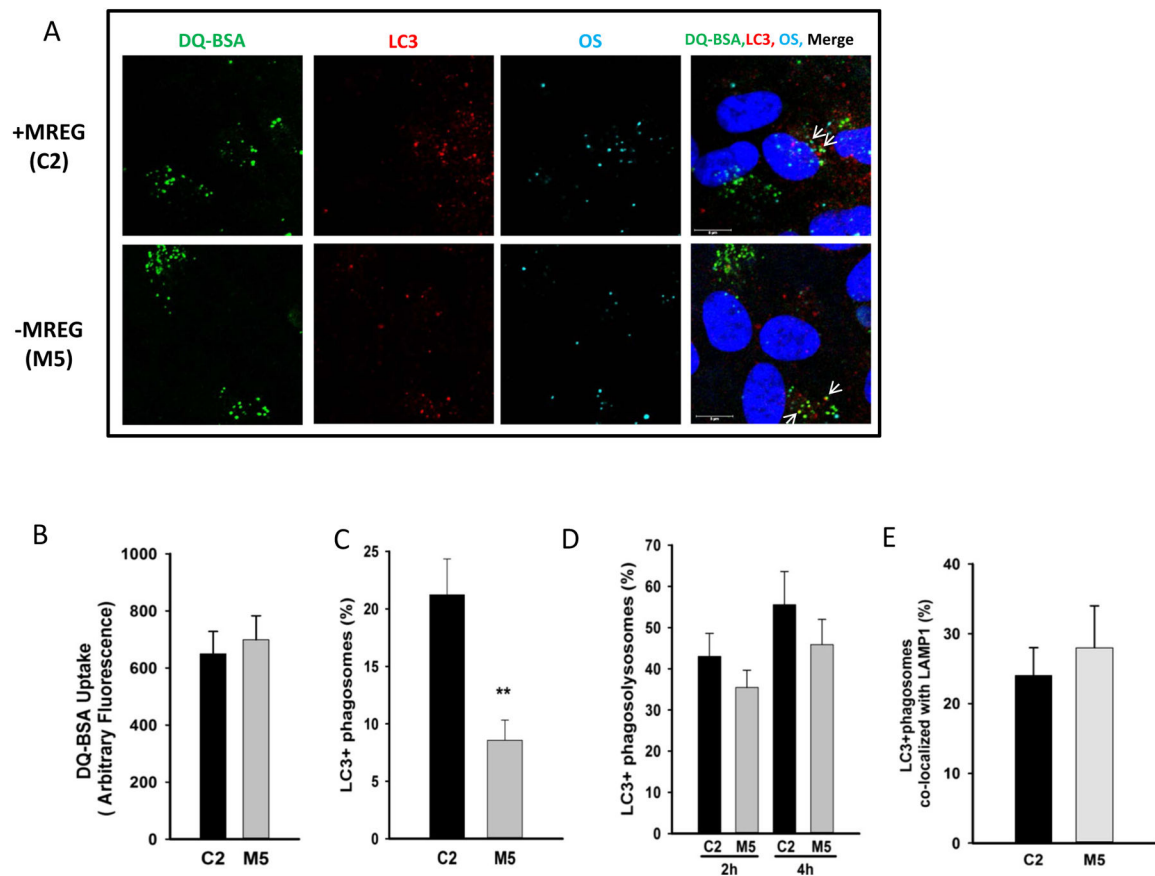 A
DQ-BSA
LC3
OS
DQ-BSA,LC3, OS, Merge
+MREG
(C2)
-MREG
(M5)
B
DQ-BSA Uptake
( Arbitrary Fluorescence)
1000
800
600
400
200
0
C2 M5
C
LC3+ phagosomes (%)
25
20
15
10
5
0
**
C2 M5
D
LC3+ phagosolysosomes (%)
70
60
50
40
30
20
10
0
C2 M5 C2 M5
2h 4h
E
LC3+phagosomes
co-localized with LAMP1 (%)
40
30
20
10
0
C2 M5